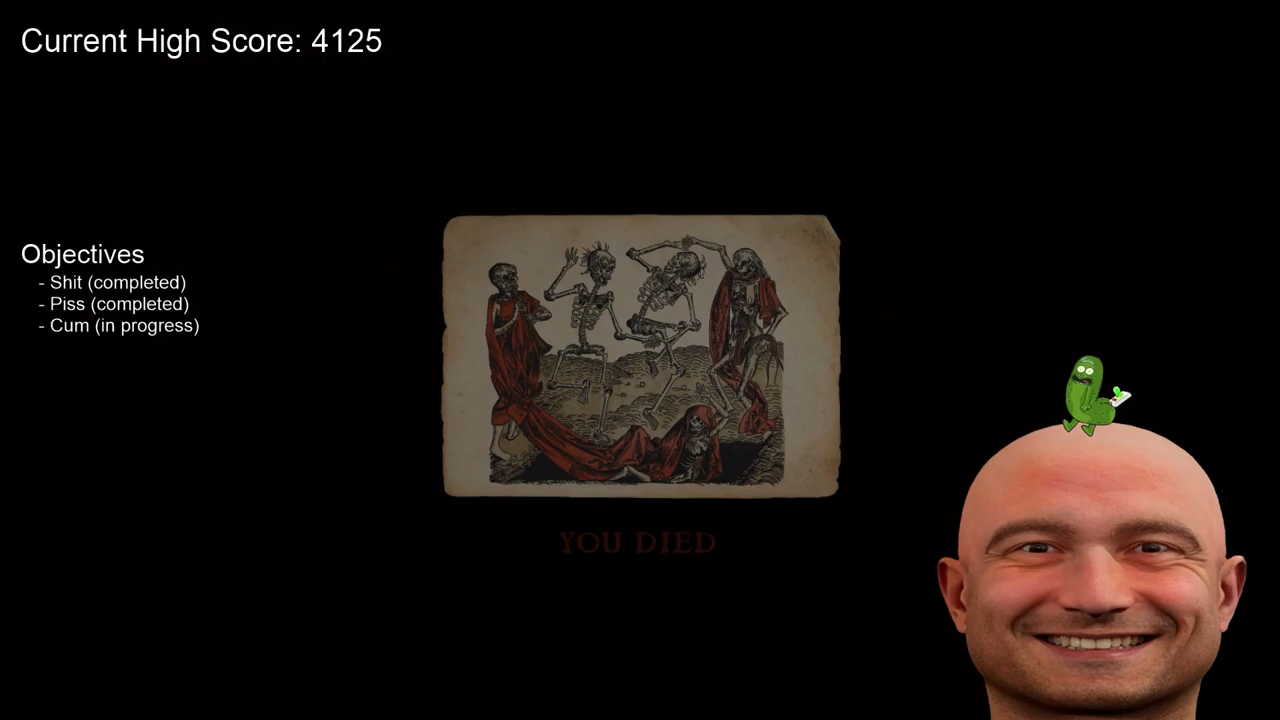 Current High Score: 4125
Objectives
- Shit (completed)
- Piss (completed)
- Cum (in progress)
YOU DIED